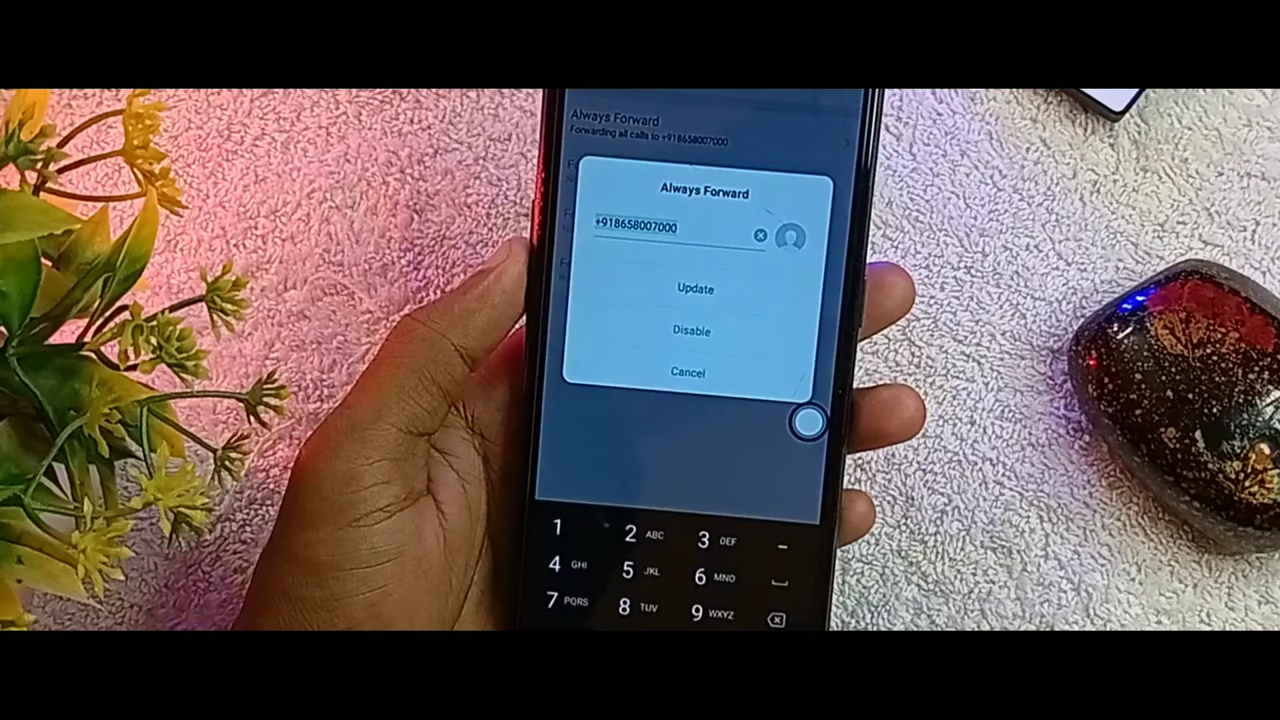 Always Forward
Forwarding all calls to +918658007000
Always Forward
+918658007000
Update
Disable
Cancel
1
2 ABC
3 DEF
-
4 GHI
5 JKL
6 MNO
7 PQRS
8 TUV
9 WXYZ